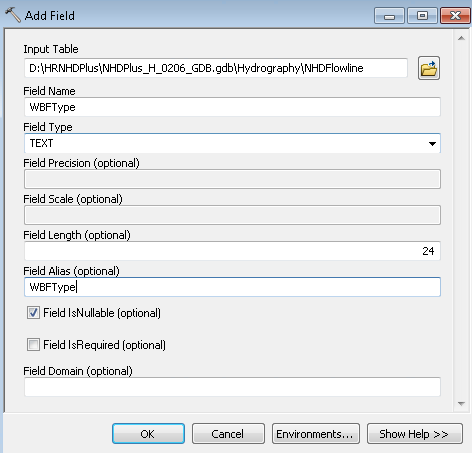 Add Field
Input Table
D:\HRNHDPlus\NHDPlus_H_0206_GDB.gdb\Hydrography\NHDFlowline
Field Name
WBFType
Field Type
TEXT
Field Precision (optional)
Field Scale (optional)
Field Length (optional)
24
Field Alias (optional)
WBFType
Field IsNullable (optional)
Field IsRequired (optional)
Field Domain (optional)
OK Cancel Environments... Show Help >>